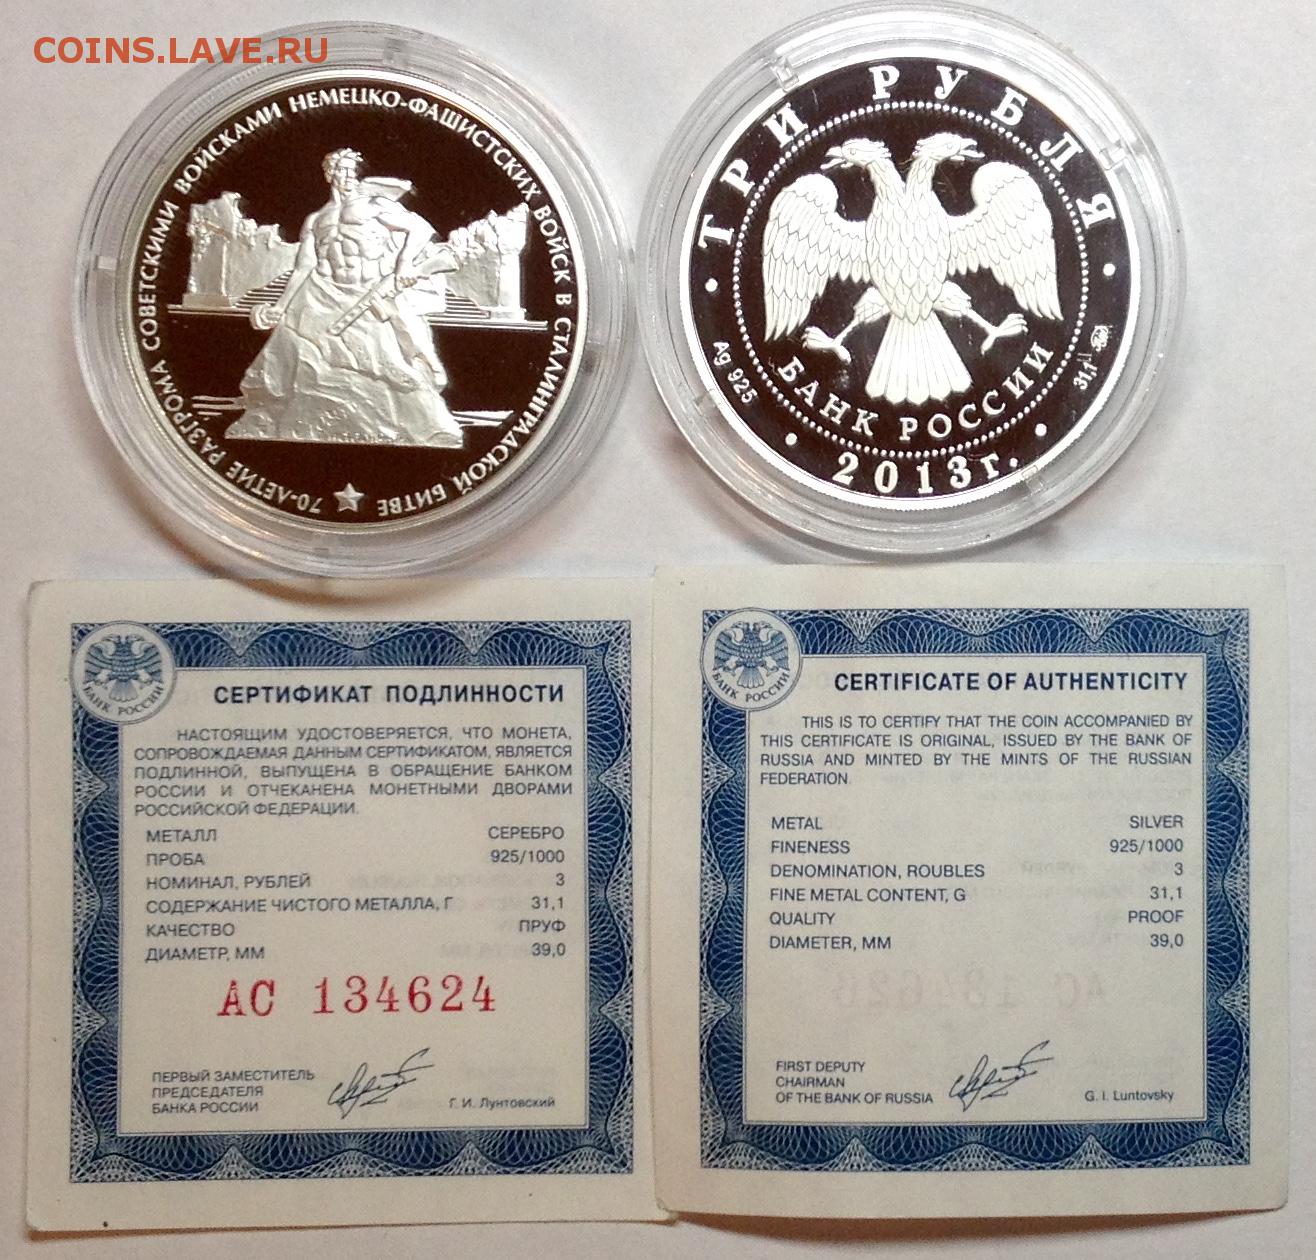 COINS.LAVE.RU
70-ЛЕТИЕ РАЗГРОМА СОВЕТСКИМИ ВОЙСКАМИ НЕМЕЦКО-ФАШИСТСКИХ ВОЙСК В СТАЛИНГРАДСКОЙ БИТВЕ
ТРИ РУБЛЯ
Ag 925
БАНК РОССИИ
31,1
2013 г.
БАНК РОССИИ
СЕРТИФИКАТ ПОДЛИННОСТИ
НАСТОЯЩИМ УДОСТОВЕРЯЕТСЯ, ЧТО МОНЕТА,
СОПРОВОЖДАЕМАЯ ДАННЫМ СЕРТИФИКАТОМ, ЯВЛЯЕТСЯ
ПОДЛИННОЙ, ВЫПУЩЕНА В ОБРАЩЕНИЕ БАНКОМ
РОССИИ И ОТЧЕКАНЕНА МОНЕТНЫМИ ДВОРАМИ
РОССИЙСКОЙ ФЕДЕРАЦИИ.
МЕТАЛЛ СЕРЕБРО
ПРОБА 925/1000
НОМИНАЛ, РУБЛЕЙ 3
СОДЕРЖАНИЕ ЧИСТОГО МЕТАЛЛА, Г 31,1
КАЧЕСТВО ПРУФ
ДИАМЕТР, ММ 39,0
АС 134624
ПЕРВЫЙ ЗАМЕСТИТЕЛЬ
ПРЕДСЕДАТЕЛЯ
БАНКА РОССИИ
Г. И. Лунтовский
БАНК РОССИИ
CERTIFICATE OF AUTHENTICITY
THIS IS TO CERTIFY THAT THE COIN ACCOMPANIED BY
THIS CERTIFICATE IS ORIGINAL, ISSUED BY THE BANK OF
RUSSIA AND MINTED BY THE MINTS OF THE RUSSIAN
FEDERATION.
METAL SILVER
FINENESS 925/1000
DENOMINATION, ROUBLES 3
FINE METAL CONTENT, G 31,1
QUALITY PROOF
DIAMETER, MM 39,0
FIRST DEPUTY
CHAIRMAN
OF THE BANK OF RUSSIA
G. I. Luntovsky